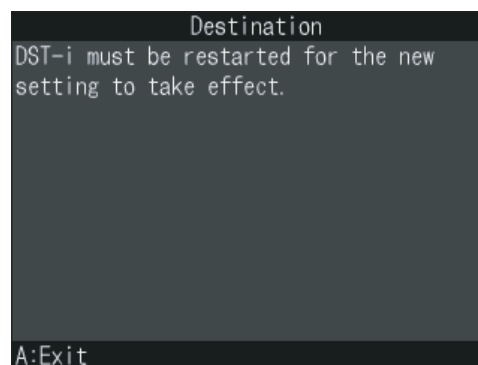 Destination
DST-i must be restarted for the new
setting to take effect.
A:Exit